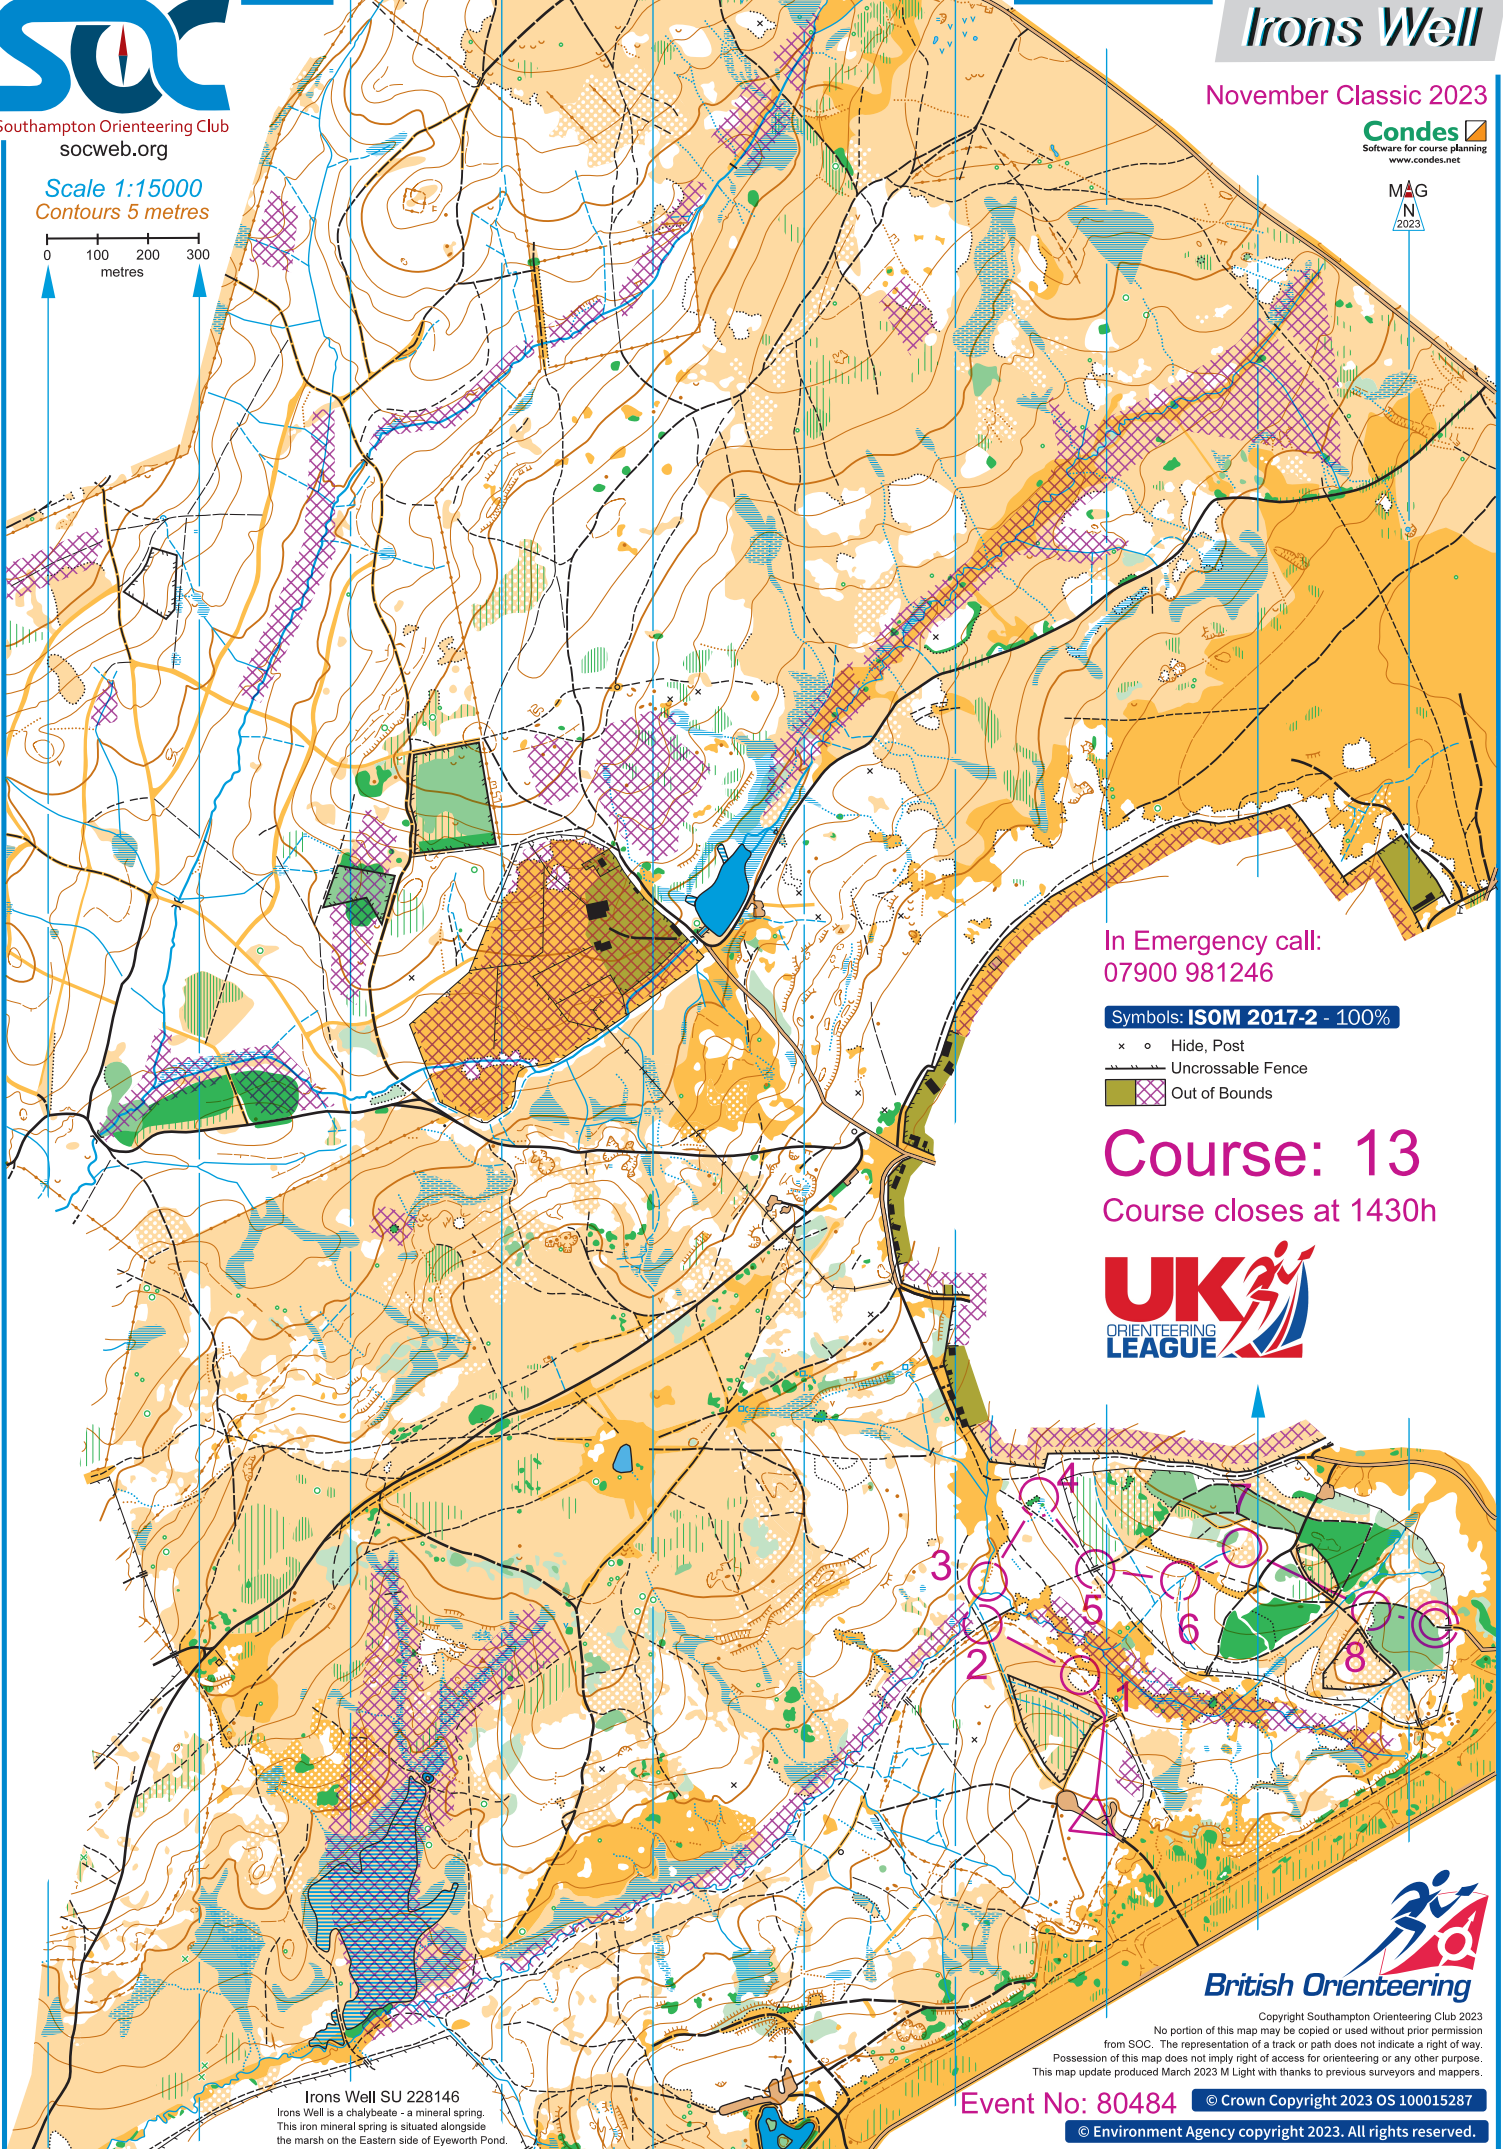 SOC
Southampton Orienteering Club
socweb.org
Scale 1:15000
Contours 5 metres
0 100 200 300
metres
Irons Well
November Classic 2023
Condes
Software for course planning
www.condes.net
MAG
N
2023
In Emergency call:
07900 981246
Symbols: ISOM 2017-2 - 100%
x o Hide, Post
Uncrossable Fence
Out of Bounds
Course: 13
Course closes at 1430h
UK
ORIENTEERING
LEAGUE
4
7
3
5
6
2
8
1
British Orienteering
Copyright Southampton Orienteering Club 2023
No portion of this map may be copied or used without prior permission
from SOC. The representation of a track or path does not indicate a right of way.
Possession of this map does not imply right of access for orienteering or any other purpose.
This map update produced March 2023 M Light with thanks to previous surveyors and mappers.
Event No: 80484
© Crown Copyright 2023 OS 100015287
© Environment Agency copyright 2023. All rights reserved.
Irons Well SU 228146
Irons Well is a chalybeate - a mineral spring.
This iron mineral spring is situated alongside
the marsh on the Eastern side of Eyeworth Pond.